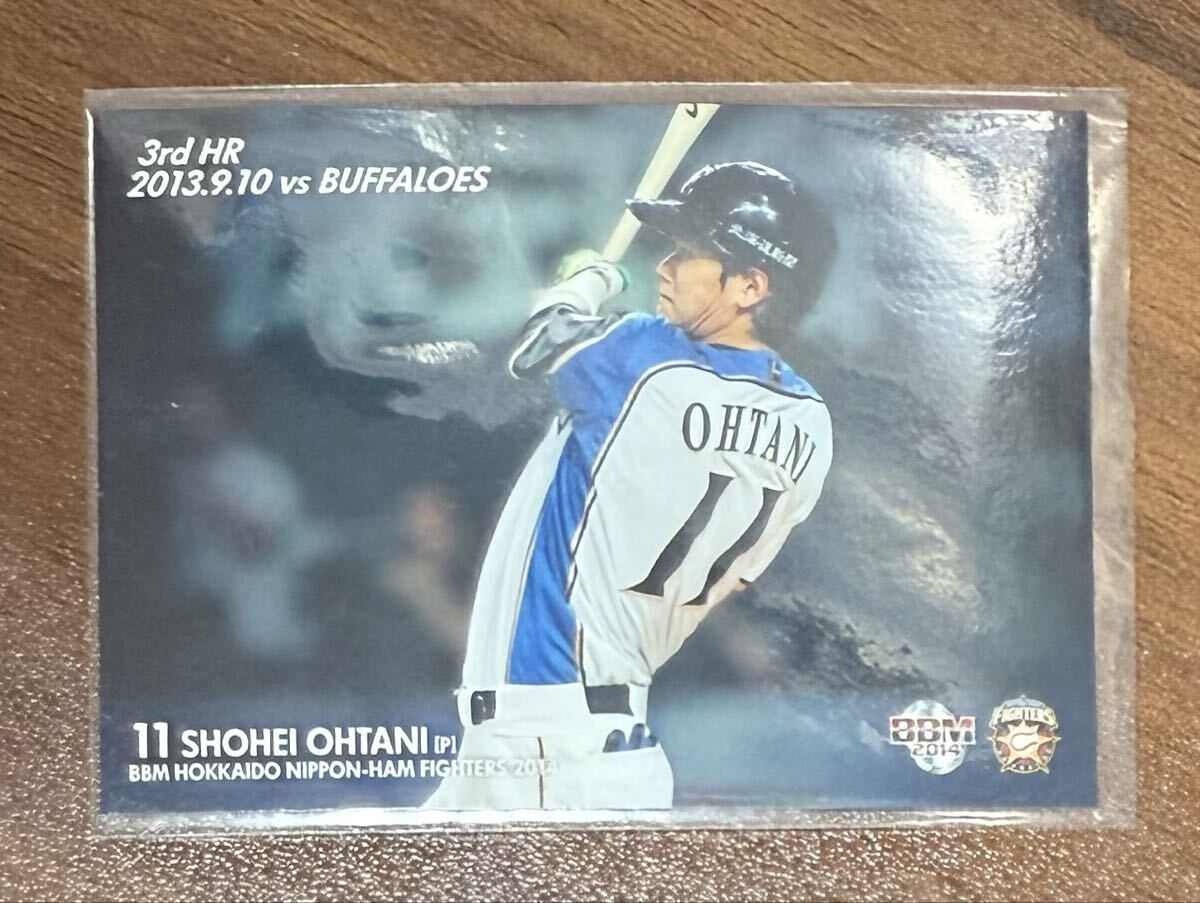 3rd HR
2013.9.10 vs BUFFALOES
OHTANI
11
11 SHOHEI OHTANI [P]
BBM HOKKAIDO NIPPON-HAM FIGHTERS 2014
BBM
2014
FIGHTERS